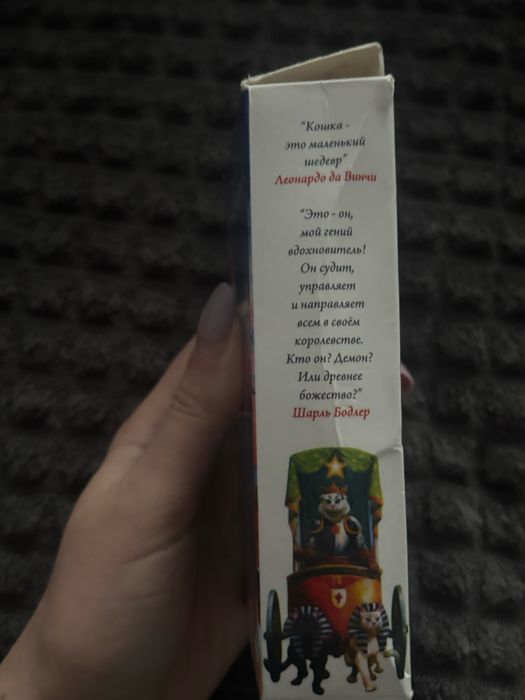 “Кошка -
это маленький
шедевр”
Леонардо да Винчи
“Это - он,
мой гений
вдохновитель!
Он судит,
управляет
и направляет
всем в своём
королевстве.
Кто он? Демон?
Или древнее
божество?”
Шарль Бодлер